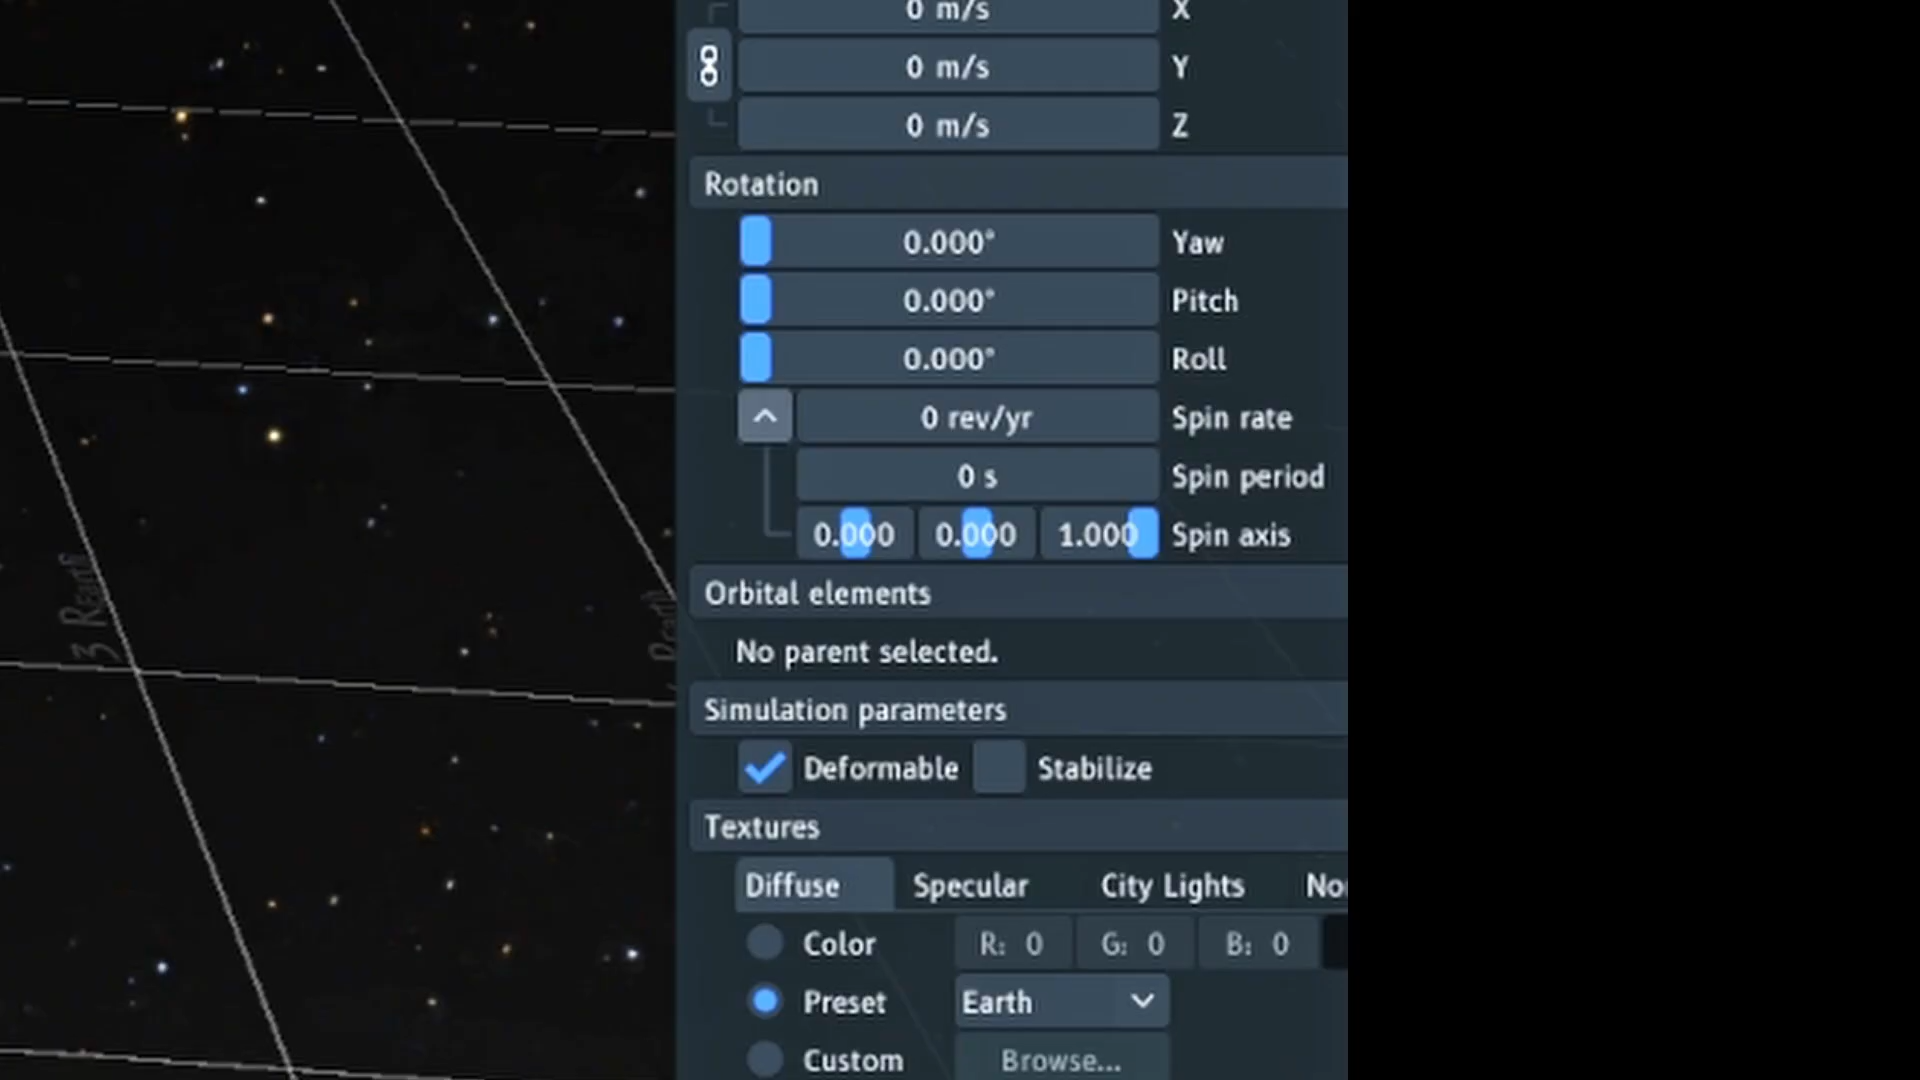 0 m/s X
0 m/s Y
0 m/s Z
Rotation
0.000° Yaw
0.000° Pitch
0.000° Roll
0 rev/yr Spin rate
0 s Spin period
0.000 0.000 1.000 Spin axis
Orbital elements
No parent selected.
Simulation parameters
Deformable Stabilize
Textures
Diffuse Specular City Lights
Color R: 0 G: 0 B: 0
Preset Earth
Custom Browse...
3 Rearth